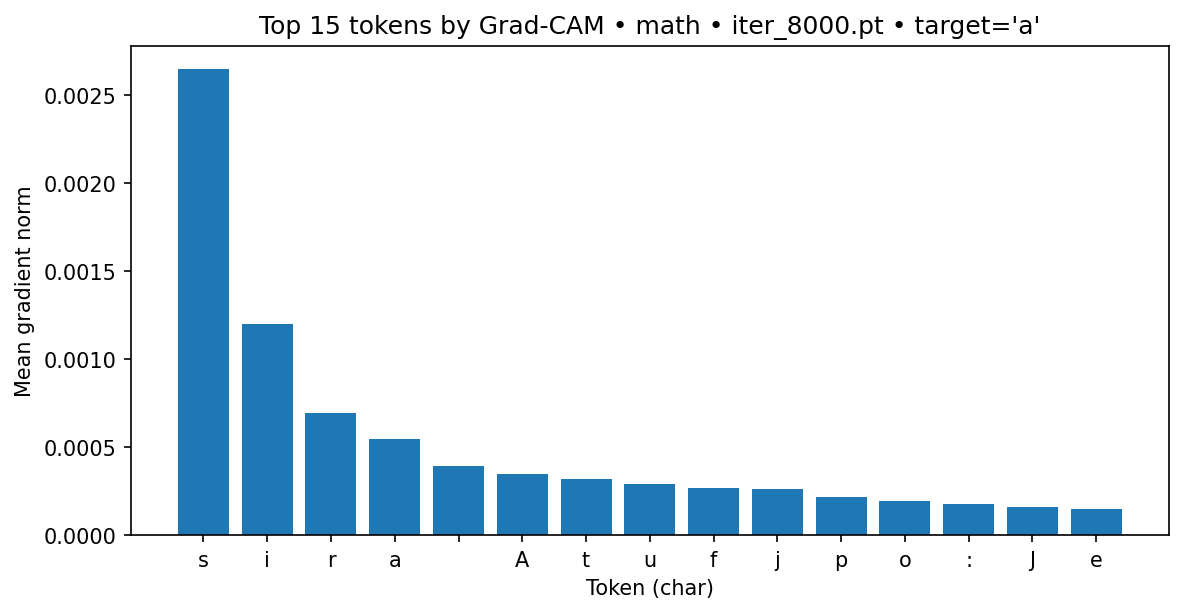 Top 15 tokens by Grad-CAM • math • iter_8000.pt • target='a'
Mean gradient norm
0.0025
0.0020
0.0015
0.0010
0.0005
0.0000
s i r a A t u f j p o : J e
Token (char)